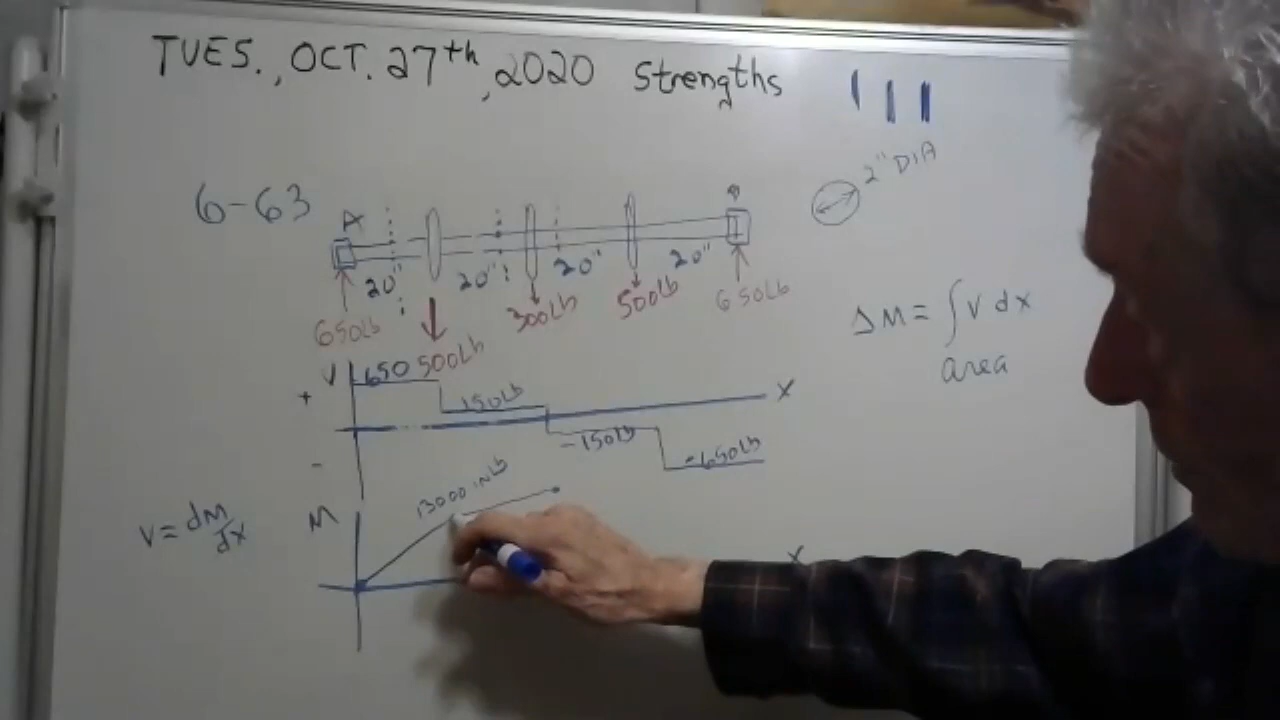 TUES., OCT. 27th, 2020 Strengths
2" DIA
6-63
A
B
20" 20" 20" 20"
650Lb 500Lb 300Lb 500Lb 650Lb
ΔM = ∫ V dx
area
V
650
150Lb
X
+
-150Lb
-650Lb
-
13000 in Lb
M
V = dM/dx
X